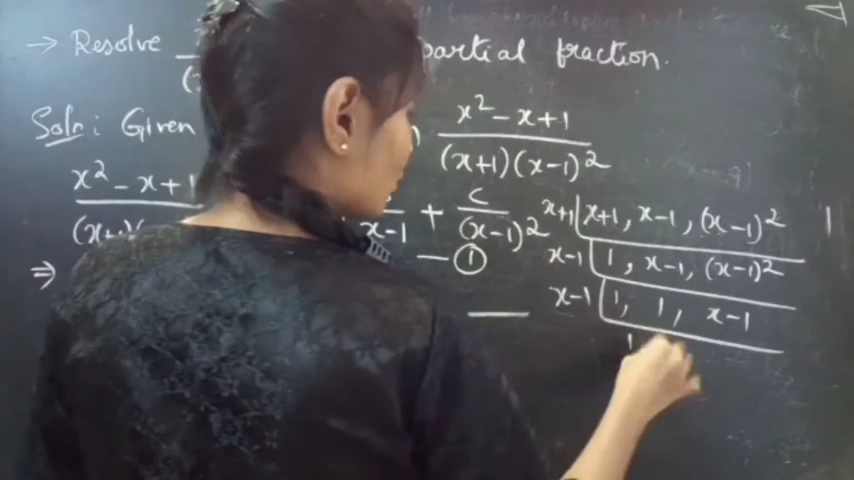 → Resolve partial fraction.
Soln: Given x² - x + 1 / (x+1)(x-1)²
x² - x + 1 / (x+1)( x-1 + C / (x-1)²
— ①
⇒
x+1 | x+1, x-1, (x-1)²
x-1 | 1, x-1, (x-1)²
x-1 | 1, 1, x-1
1